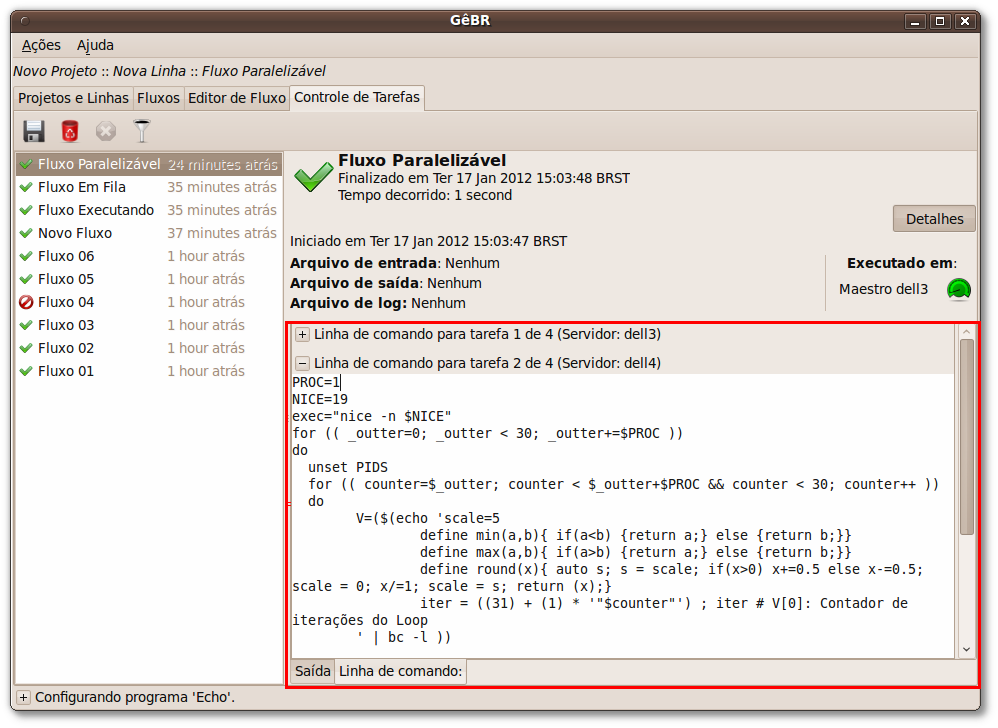 GêBR
Ações Ajuda
Novo Projeto :: Nova Linha :: Fluxo Paralelizável
Projetos e Linhas Fluxos Editor de Fluxo Controle de Tarefas
Fluxo Paralelizável 24 minutes atrás
Fluxo Em Fila 35 minutes atrás
Fluxo Executando 35 minutes atrás
Novo Fluxo 37 minutes atrás
Fluxo 06 1 hour atrás
Fluxo 05 1 hour atrás
Fluxo 04 1 hour atrás
Fluxo 03 1 hour atrás
Fluxo 02 1 hour atrás
Fluxo 01 1 hour atrás
Fluxo Paralelizável
Finalizado em Ter 17 Jan 2012 15:03:48 BRST
Tempo decorrido: 1 second
Detalhes
Iniciado em Ter 17 Jan 2012 15:03:47 BRST
Arquivo de entrada: Nenhum
Arquivo de saída: Nenhum
Arquivo de log: Nenhum
Executado em:
Maestro dell3
Linha de comando para tarefa 1 de 4 (Servidor: dell3)
Linha de comando para tarefa 2 de 4 (Servidor: dell4)
PROC=1
NICE=19
exec="nice -n $NICE"
for (( _outter=0; _outter < 30; _outter+=$PROC ))
do
  unset PIDS
  for (( counter=$_outter; counter < $_outter+$PROC && counter < 30; counter++ ))
  do
        V=($(echo 'scale=5
                define min(a,b){ if(a<b) {return a;} else {return b;}}
                define max(a,b){ if(a>b) {return a;} else {return b;}}
                define round(x){ auto s; s = scale; if(x>0) x+=0.5 else x-=0.5;
scale = 0; x/=1; scale = s; return (x);}
                iter = ((31) + (1) * '"$counter"') ; iter # V[0]: Contador de
iterações do Loop
        ' | bc -l ))
Saída Linha de comando:
Configurando programa 'Echo'.